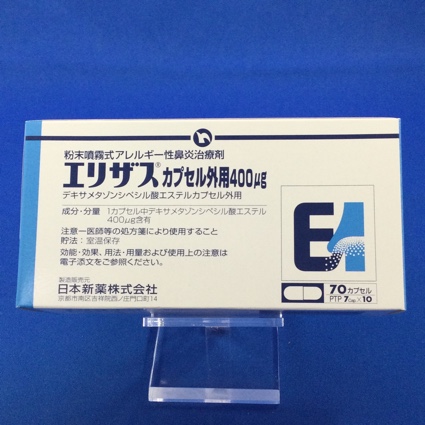 粉末噴霧式アレルギー性鼻炎治療剤
エリザス®カプセル外用400μg
デキサメタゾンシペシル酸エステルカプセル外用
成分・分量 1カプセル中デキサメタゾンシペシル酸エステル
400μg含有
注意ー医師等の処方箋により使用すること
貯法：室温保存
効能・効果、用法・用量および使用上の注意は
電子添文をご参照ください。
製造販売元
日本新薬株式会社
京都市南区吉祥院西ノ庄門口町14
E
70カプセル
PTP 7Cap×10